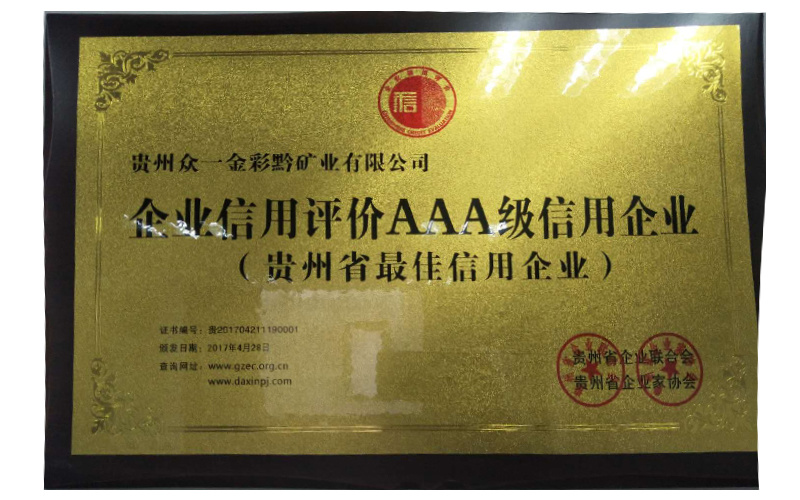 信
贵州众一金彩黔矿业有限公司
企业信用评价AAA级信用企业
（贵州省最佳信用企业）
证书编号：贵201704211190001
颁发日期：2017年4月28日
查询网址：www.gzec.org.cn
www.daxinpj.com
贵州省企业联合会
贵州省企业家协会